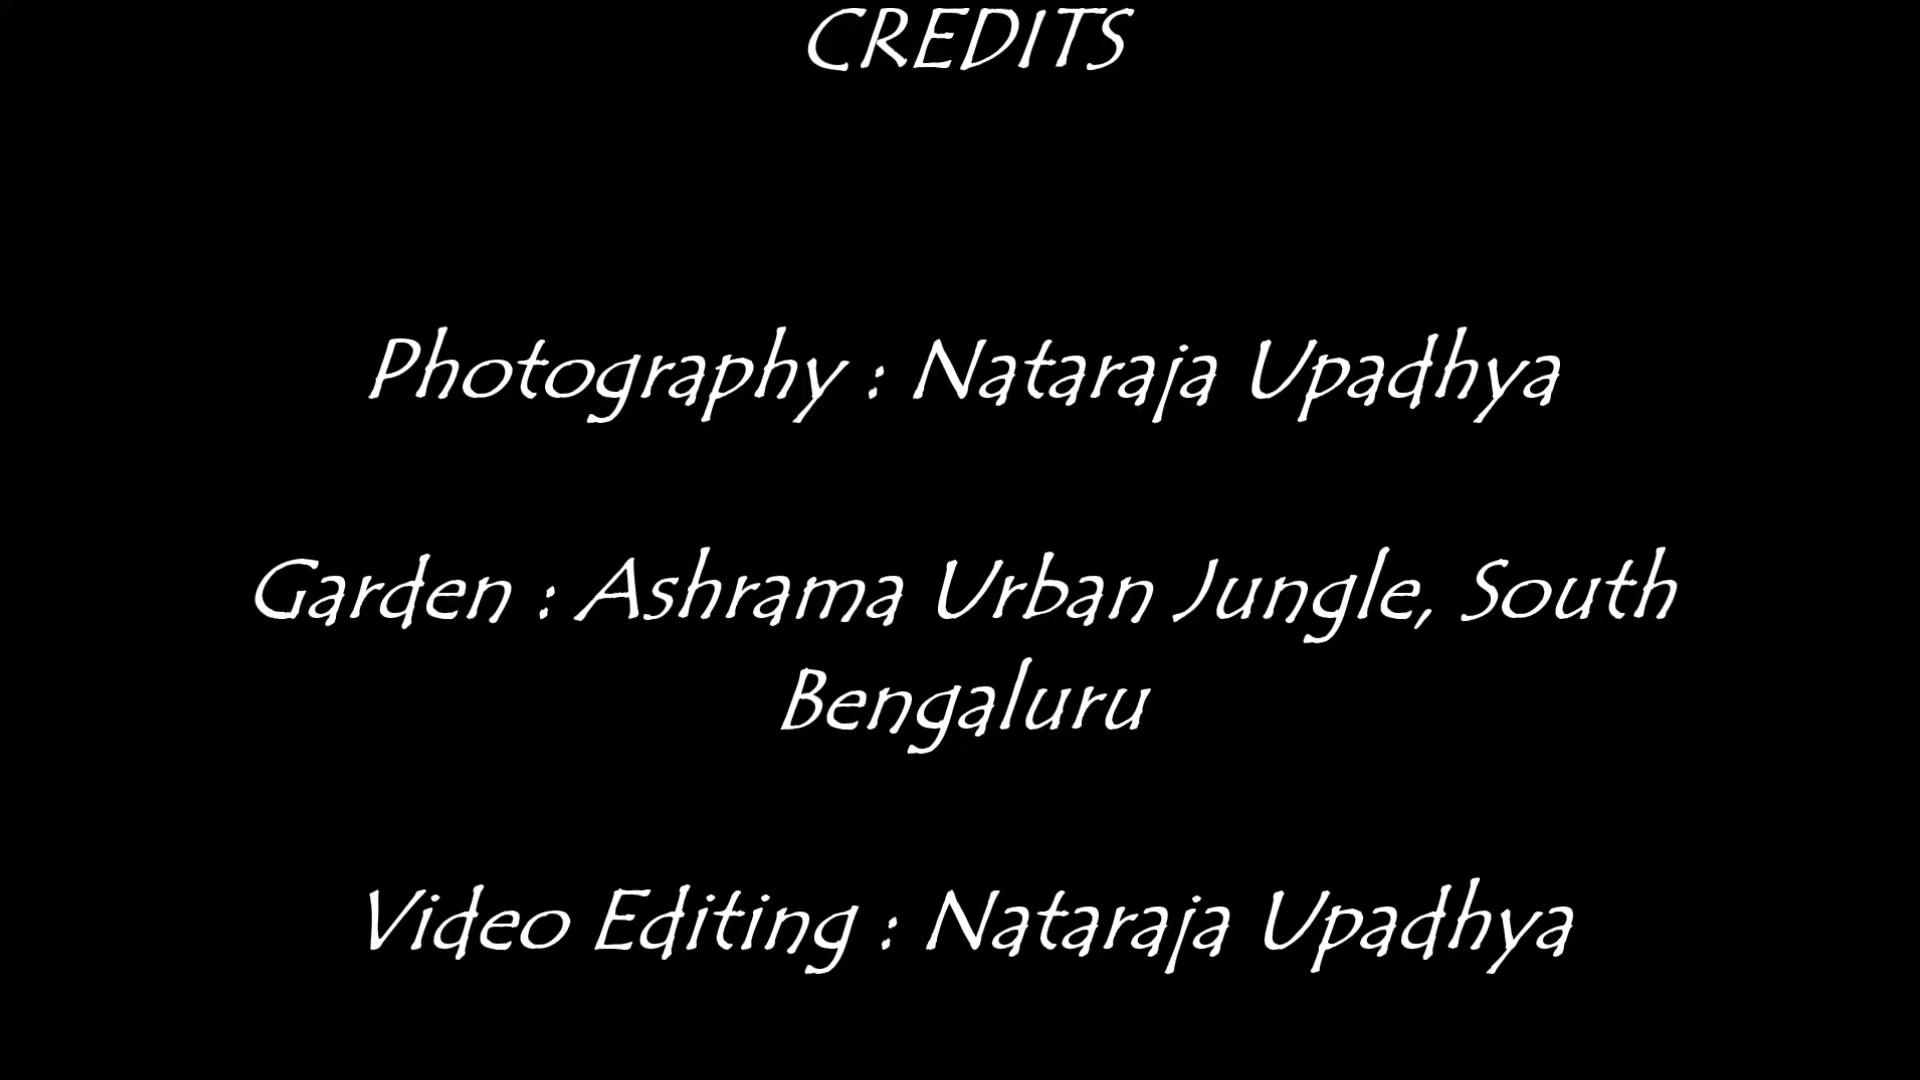 CREDITS
Photography : Nataraja Upadhya
Garden : Ashrama Urban Jungle, South
Bengaluru
Video Editing : Nataraja Upadhya